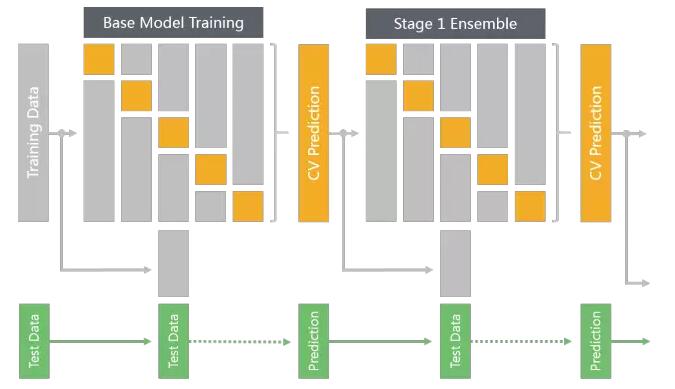 Base Model Training
Stage 1 Ensemble
Training Data
CV Prediction
CV Prediction
Test Data
Test Data
Prediction
Test Data
Prediction